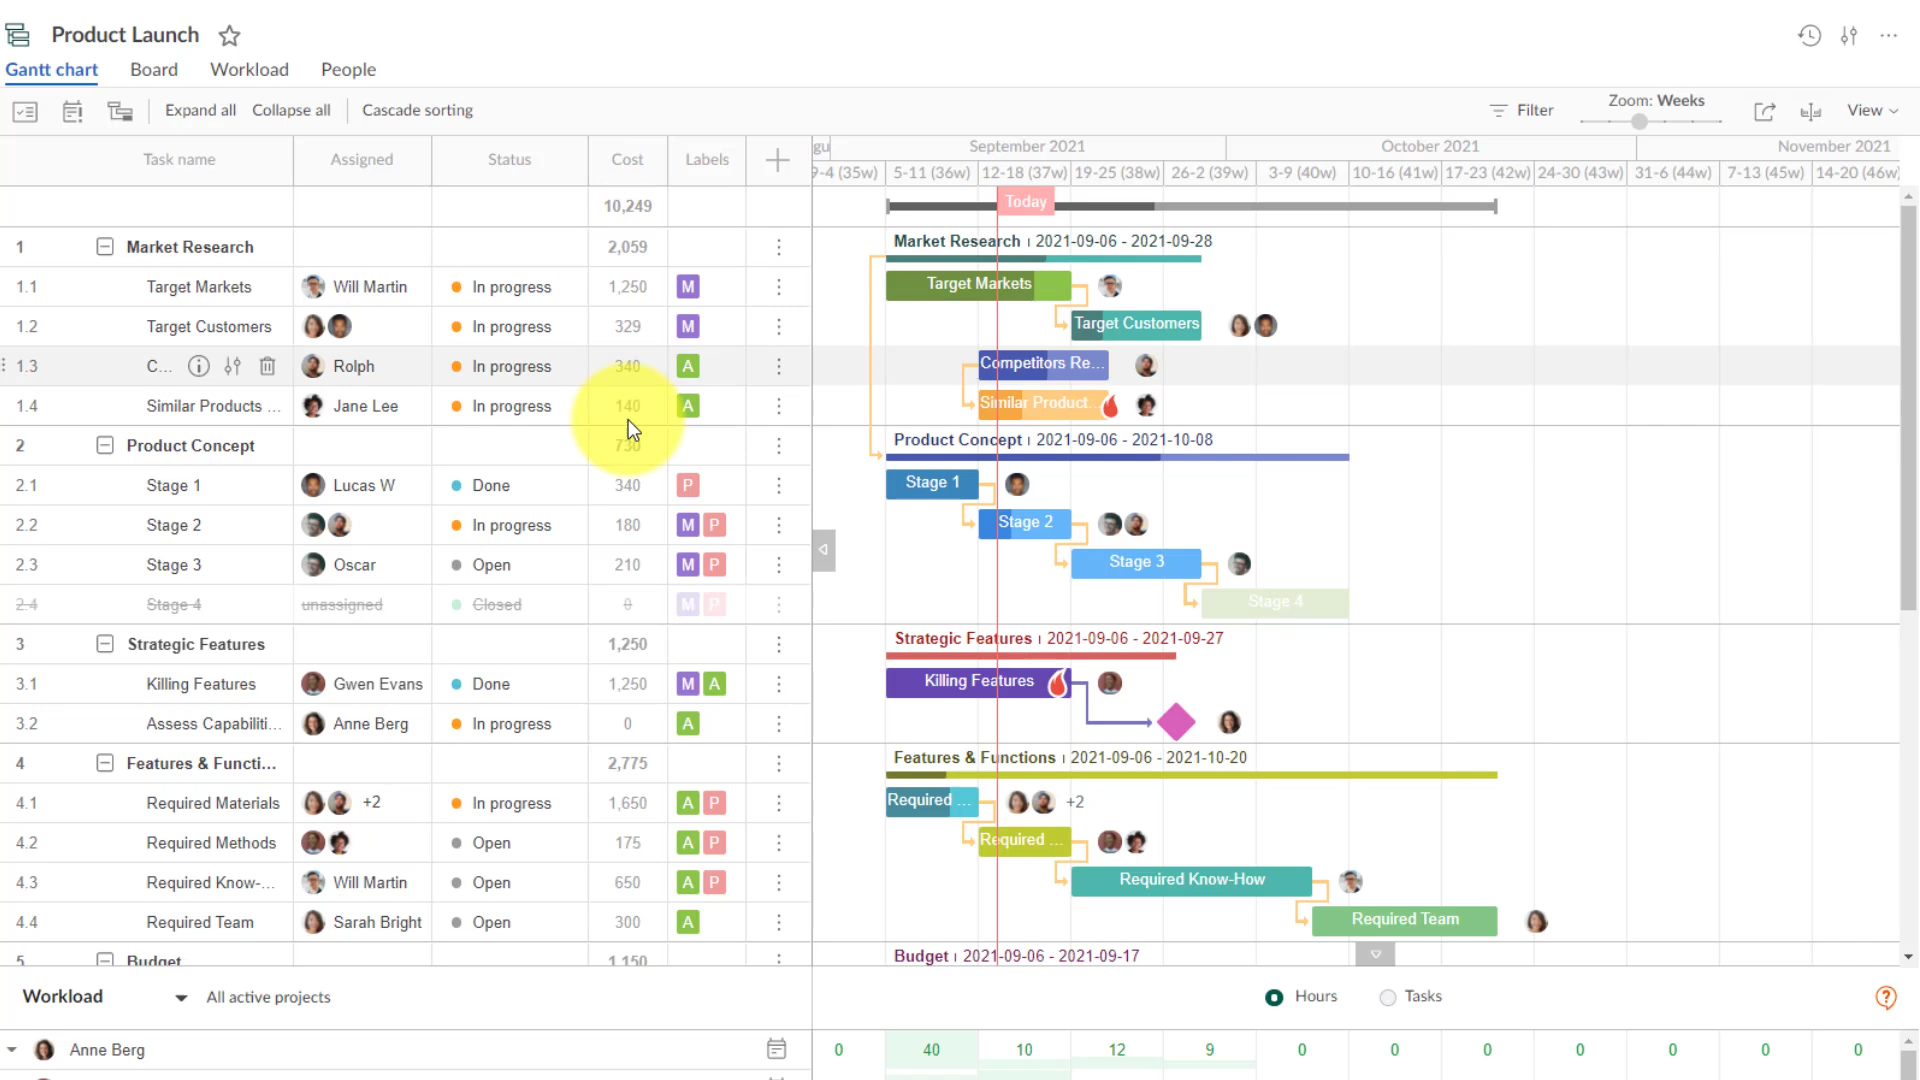 Product Launch
Gantt chart Board Workload People
Expand all Collapse all Cascade sorting Filter Zoom: Weeks View
Task name Assigned Status Cost Labels
gu September 2021 October 2021 November 2021
9-4 (35w) 5-11 (36w) 12-18 (37w) 19-25 (38w) 26-2 (39w) 3-9 (40w) 10-16 (41w) 17-23 (42w) 24-30 (43w) 31-6 (44w) 7-13 (45w) 14-20 (46w)
10,249 Today
1 Market Research 2,059 Market Research 2021-09-06 - 2021-09-28
1.1 Target Markets Will Martin In progress 1,250 M Target Markets
1.2 Target Customers In progress 329 M Target Customers
1.3 C... Rolph In progress 340 A Competitors Re...
1.4 Similar Products ... Jane Lee In progress 140 A Similar Product...
2 Product Concept 730 Product Concept 2021-09-06 - 2021-10-08
2.1 Stage 1 Lucas W Done 340 P Stage 1
2.2 Stage 2 In progress 180 M P Stage 2
2.3 Stage 3 Oscar Open 210 M P Stage 3
2.4 Stage 4 unassigned Closed 0 M P Stage 4
3 Strategic Features 1,250 Strategic Features 2021-09-06 - 2021-09-27
3.1 Killing Features Gwen Evans Done 1,250 M A Killing Features
3.2 Assess Capabiliti... Anne Berg In progress 0 A
4 Features & Functi... 2,775 Features & Functions 2021-09-06 - 2021-10-20
4.1 Required Materials +2 In progress 1,650 A P Required ... +2
4.2 Required Methods Open 175 A P Required ...
4.3 Required Know-... Will Martin Open 650 A P Required Know-How
4.4 Required Team Sarah Bright Open 300 A Required Team
5 Budget 1,150 Budget 2021-09-06 - 2021-09-17
Workload All active projects Hours Tasks
Anne Berg 0 40 10 12 9 0 0 0 0 0 0 0